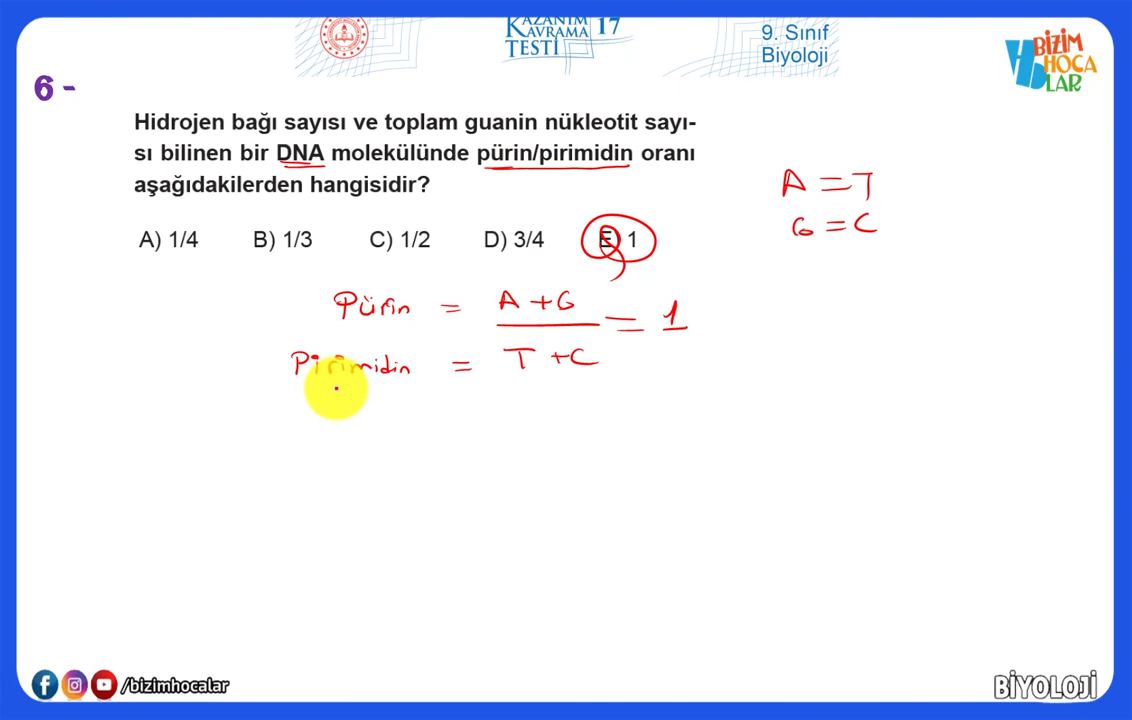 KAZANIM
KAVRAMA
TESTİ
17
9. Sınıf
Biyoloji
BİZİM
HOCA
LAR
6 -
Hidrojen bağı sayısı ve toplam guanin nükleotit sayı-
sı bilinen bir DNA molekülünde pürin/pirimidin oranı
aşağıdakilerden hangisidir?
A = T
G = C
A) 1/4 B) 1/3 C) 1/2 D) 3/4 E) 1
Pürin = A + G = 1
Pirimidin = T + C
/bizimhocalar
BİYOLOJİ